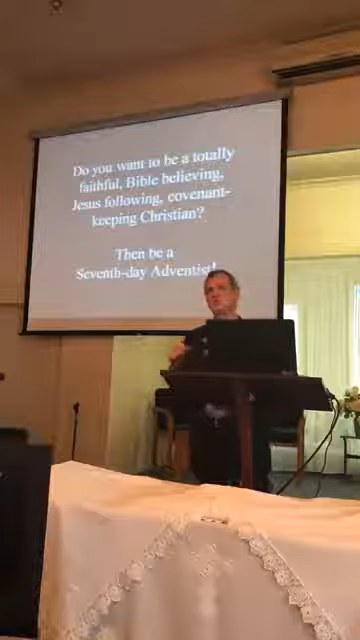 Do you want to be a totally
faithful, Bible believing,
Jesus following, covenant-
keeping Christian?
Then be a
Seventh-day Adventist!